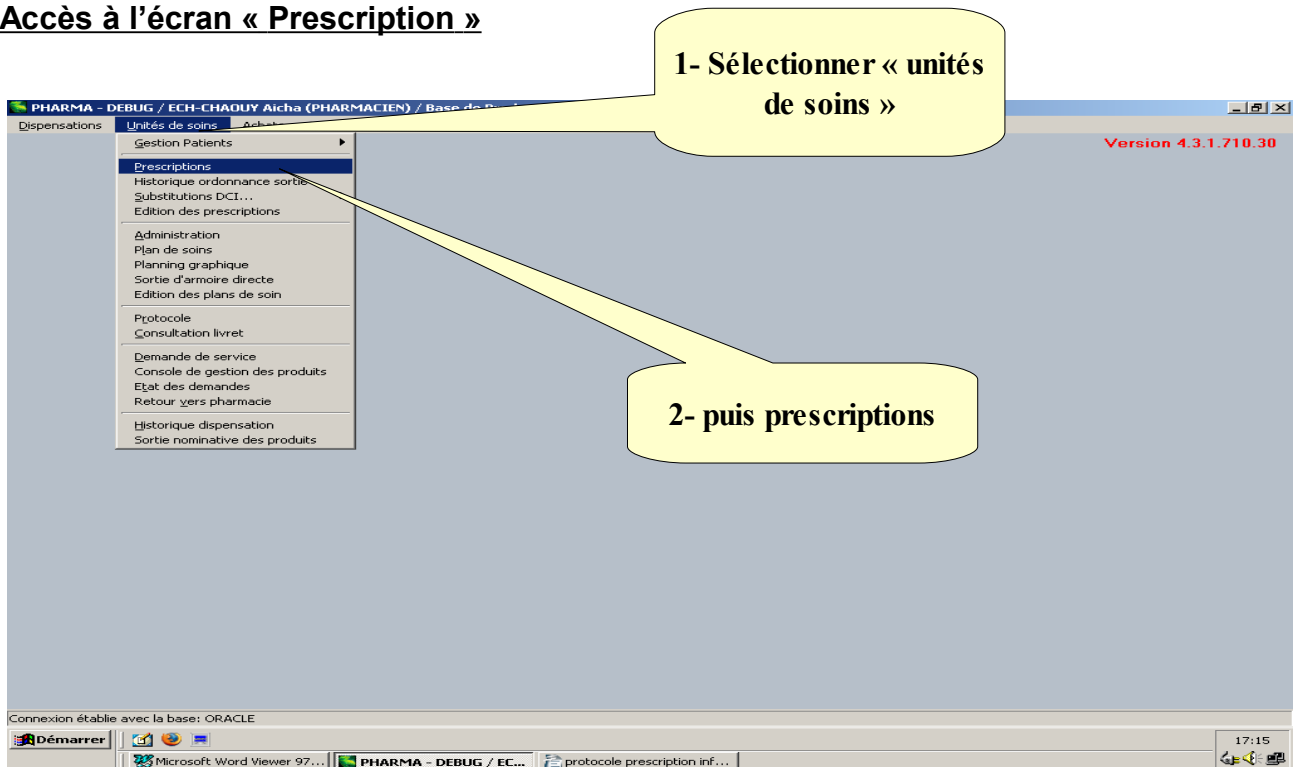 Accès à l’écran « Prescription »
1- Sélectionner « unités
de soins »
PHARMA - DEBUG / ECH-CHAOUY Aicha (PHARMACIEN) / Base de
Dispensations Unités de soins
Version 4.3.1.710.30
Gestion Patients
Prescriptions
Historique ordonnance sortie
Substitutions DCI...
Edition des prescriptions
Administration
Plan de soins
Planning graphique
Sortie d'armoire directe
Edition des plans de soin
Protocole
Consultation livret
Demande de service
Console de gestion des produits
Etat des demandes
Retour vers pharmacie
Historique dispensation
Sortie nominative des produits
2- puis prescriptions
Connexion établie avec la base: ORACLE
Démarrer
17:15
Microsoft Word Viewer 97... PHARMA - DEBUG / EC... protocole prescription inf...